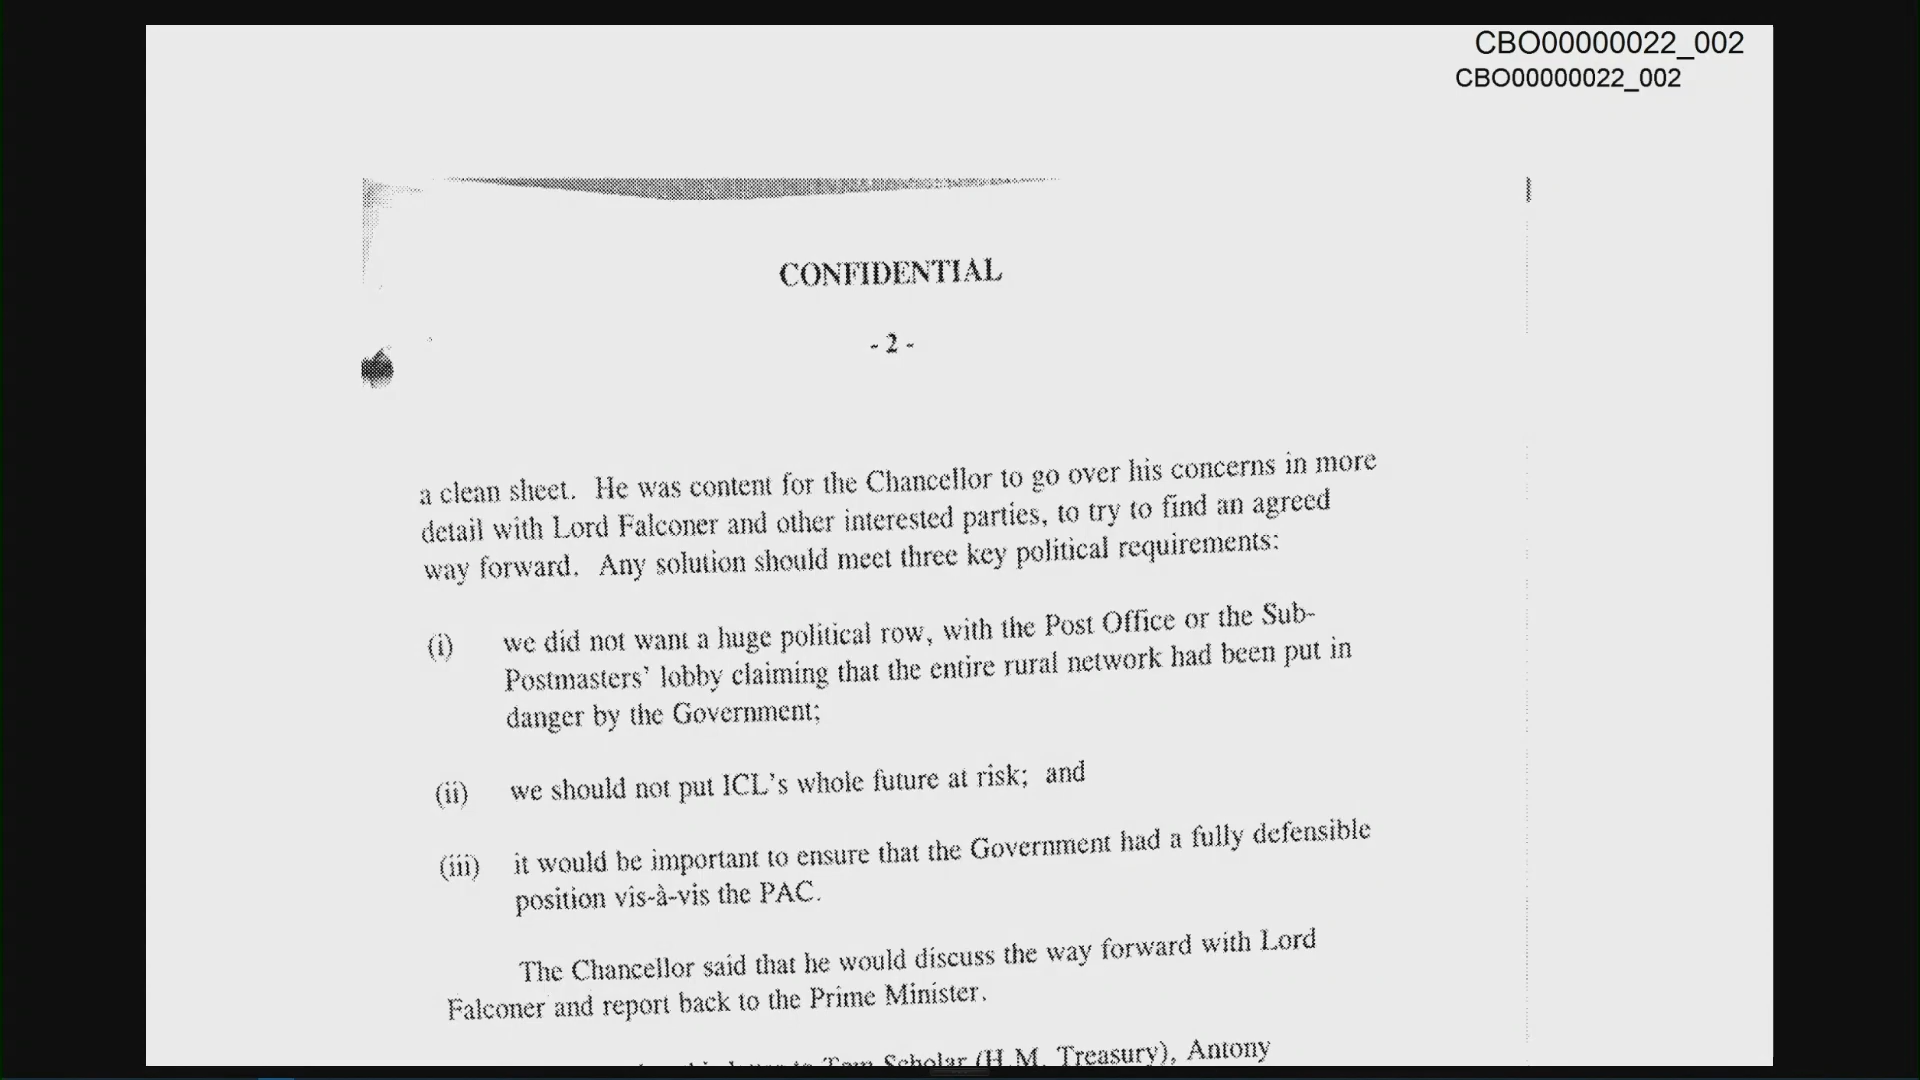 CBO00000022_002
CBO00000022_002
CONFIDENTIAL
- 2 -
a clean sheet. He was content for the Chancellor to go over his concerns in more
detail with Lord Falconer and other interested parties, to try to find an agreed
way forward. Any solution should meet three key political requirements:
(i) we did not want a huge political row, with the Post Office or the Sub-
Postmasters' lobby claiming that the entire rural network had been put in
danger by the Government;
(ii) we should not put ICL's whole future at risk; and
(iii) it would be important to ensure that the Government had a fully defensible
position vis-à-vis the PAC.
The Chancellor said that he would discuss the way forward with Lord
Falconer and report back to the Prime Minister.
to Tom Scholar (H.M. Treasury), Antony